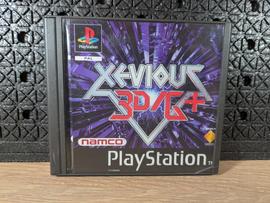 PlayStation
PAL
XEVIOUS
3D/G+
namco
PlayStation